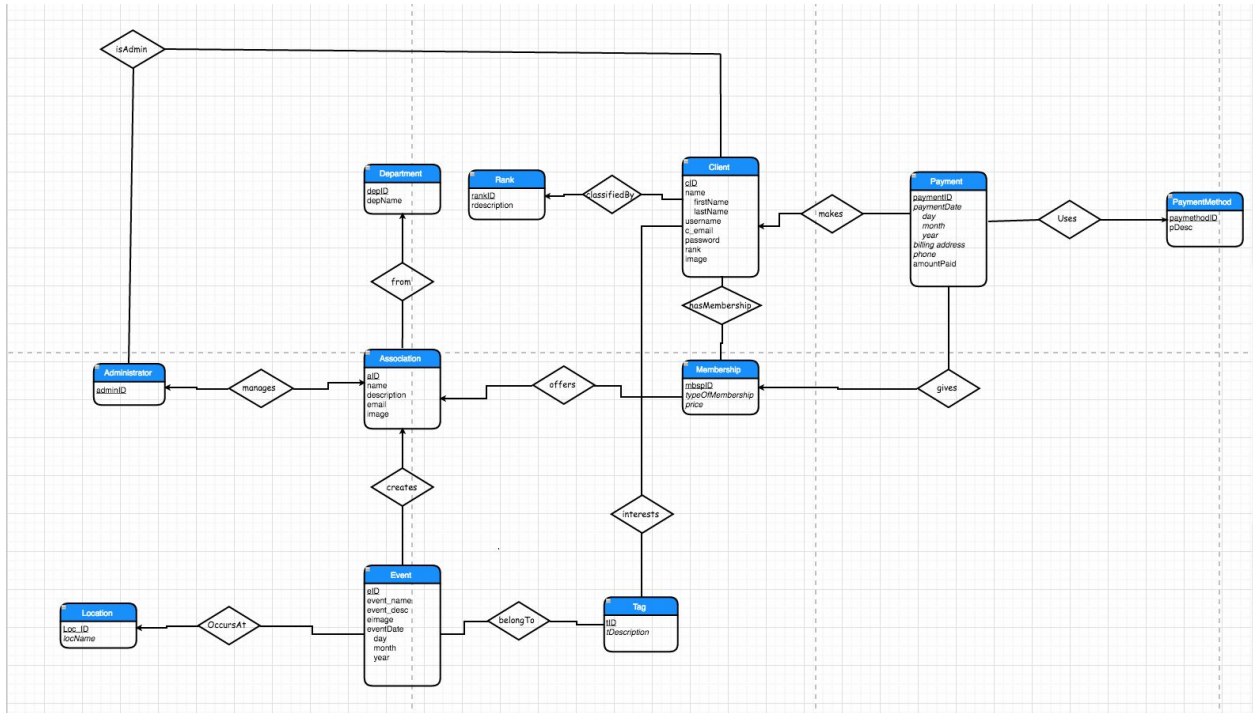 isAdmin
Department
depID
depName
Rank
rankID
rdescription
classifiedBy
Client
cID
name
firstName
lastName
username
c_email
password
rank
image
makes
Payment
paymentID
paymentDate
day
month
year
billing address
phone
amountPaid
Uses
PaymentMethod
paymethodID
pDesc
from
hasMembership
Administrator
adminID
manages
Association
aID
name
description
email
image
offers
Membership
mbspID
typeOfMembership
price
gives
creates
interests
Location
Loc_ID
locName
OccursAt
Event
eID
event_name
event_desc
eimage
eventDate
day
month
year
belongTo
Tag
tID
tDescription